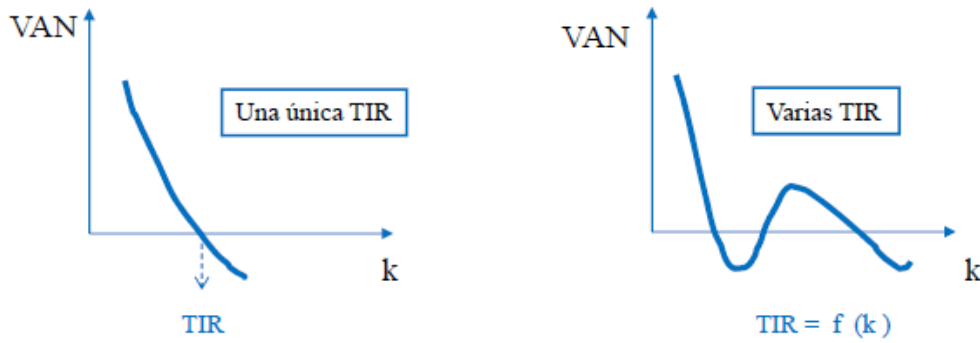 VAN
Una única TIR
k
TIR
VAN
Varias TIR
k
TIR = f (k )